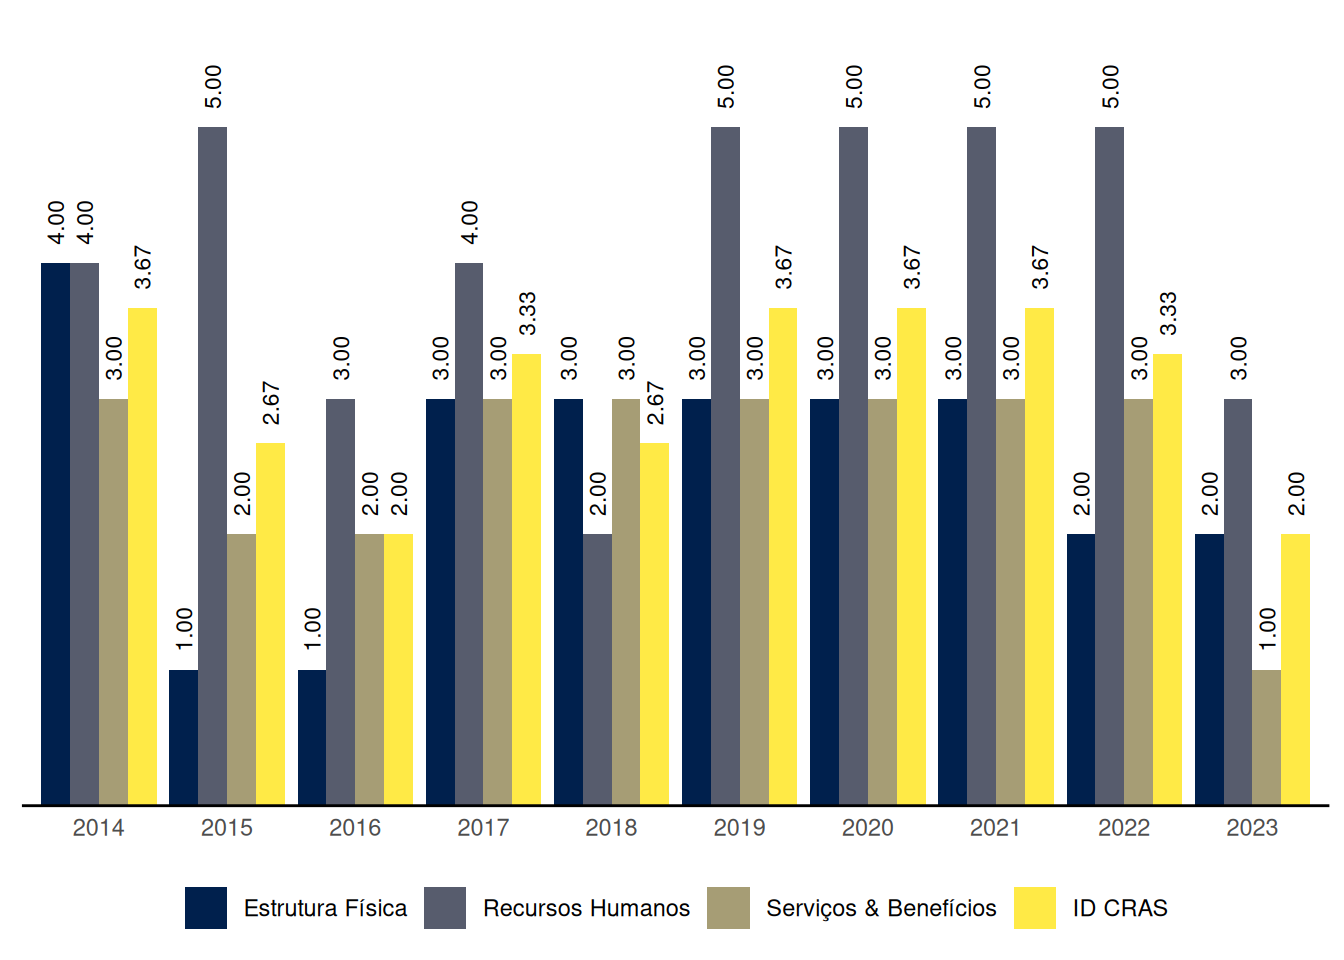 4.00 4.00 3.00 3.67
1.00 5.00 2.00 2.67
1.00 3.00 2.00 2.00
3.00 4.00 3.00 3.33
3.00 2.00 3.00 2.67
3.00 5.00 3.00 3.67
3.00 5.00 3.00 3.67
3.00 5.00 3.00 3.67
2.00 5.00 3.00 3.33
2.00 3.00 1.00 2.00
2014 2015 2016 2017 2018 2019 2020 2021 2022 2023
Estrutura Física Recursos Humanos Serviços & Benefícios ID CRAS